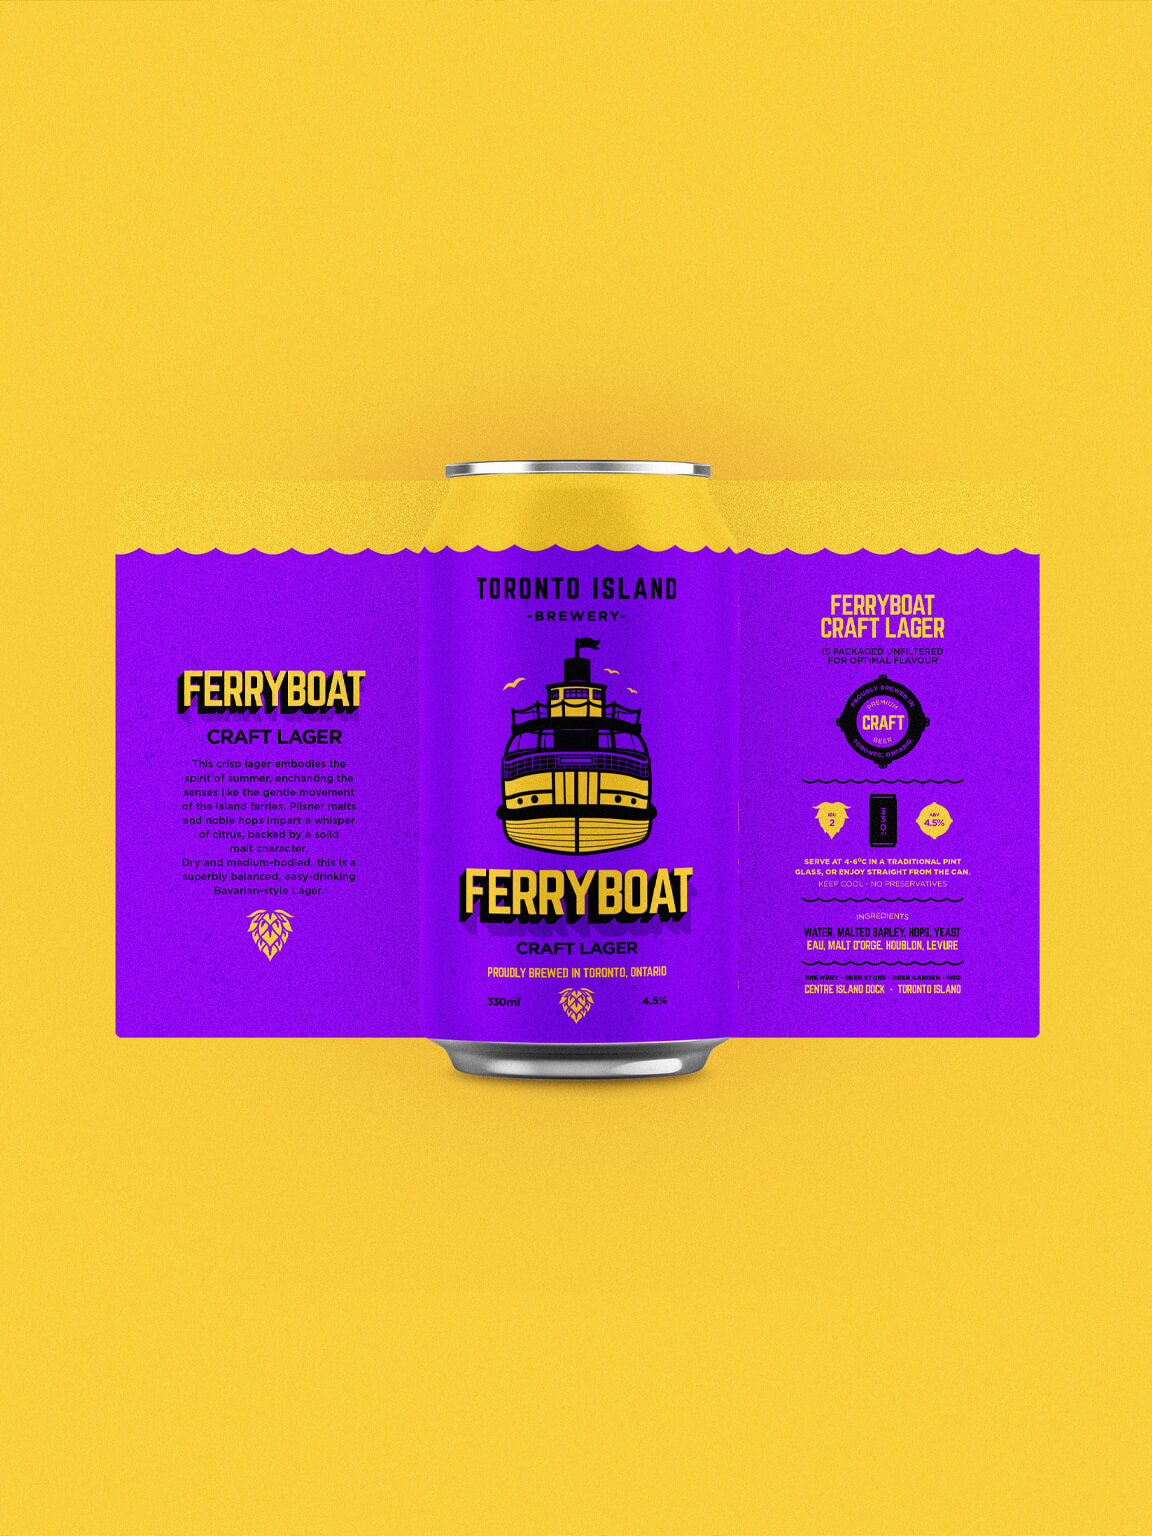 FERRYBOAT
CRAFT LAGER
This crisp lager embodies the
spirit of summer, enchanting the
senses like the gentle movement
of the island ferries. Pilsner malts
and noble hops impart a whisper
of citrus, backed by a solid
malt character.
Dry and medium-bodied, this is a
superbly balanced, easy-drinking
Bavarian-style Lager.
TORONTO ISLAND
-BREWERY-
FERRYBOAT
CRAFT LAGER
PROUDLY BREWED IN TORONTO, ONTARIO
330ml
4.5%
FERRYBOAT
CRAFT LAGER
IS PACKAGED UNFILTERED
FOR OPTIMAL FLAVOUR
PROUDLY BREWED IN
PREMIUM
CRAFT
BEER
TORONTO, ONTARIO
IBU
2
330
ABV
4.5%
SERVE AT 4-6ºC IN A TRADITIONAL PINT
GLASS, OR ENJOY STRAIGHT FROM THE CAN.
KEEP COOL - NO PRESERVATIVES
INGREDIENTS
WATER, MALTED BARLEY, HOPS, YEAST
EAU, MALT D'ORGE, HOUBLON, LEVURE
BREWERY - BEER STORE - BEER GARDEN - BBQ
CENTRE ISLAND DOCK - TORONTO ISLAND